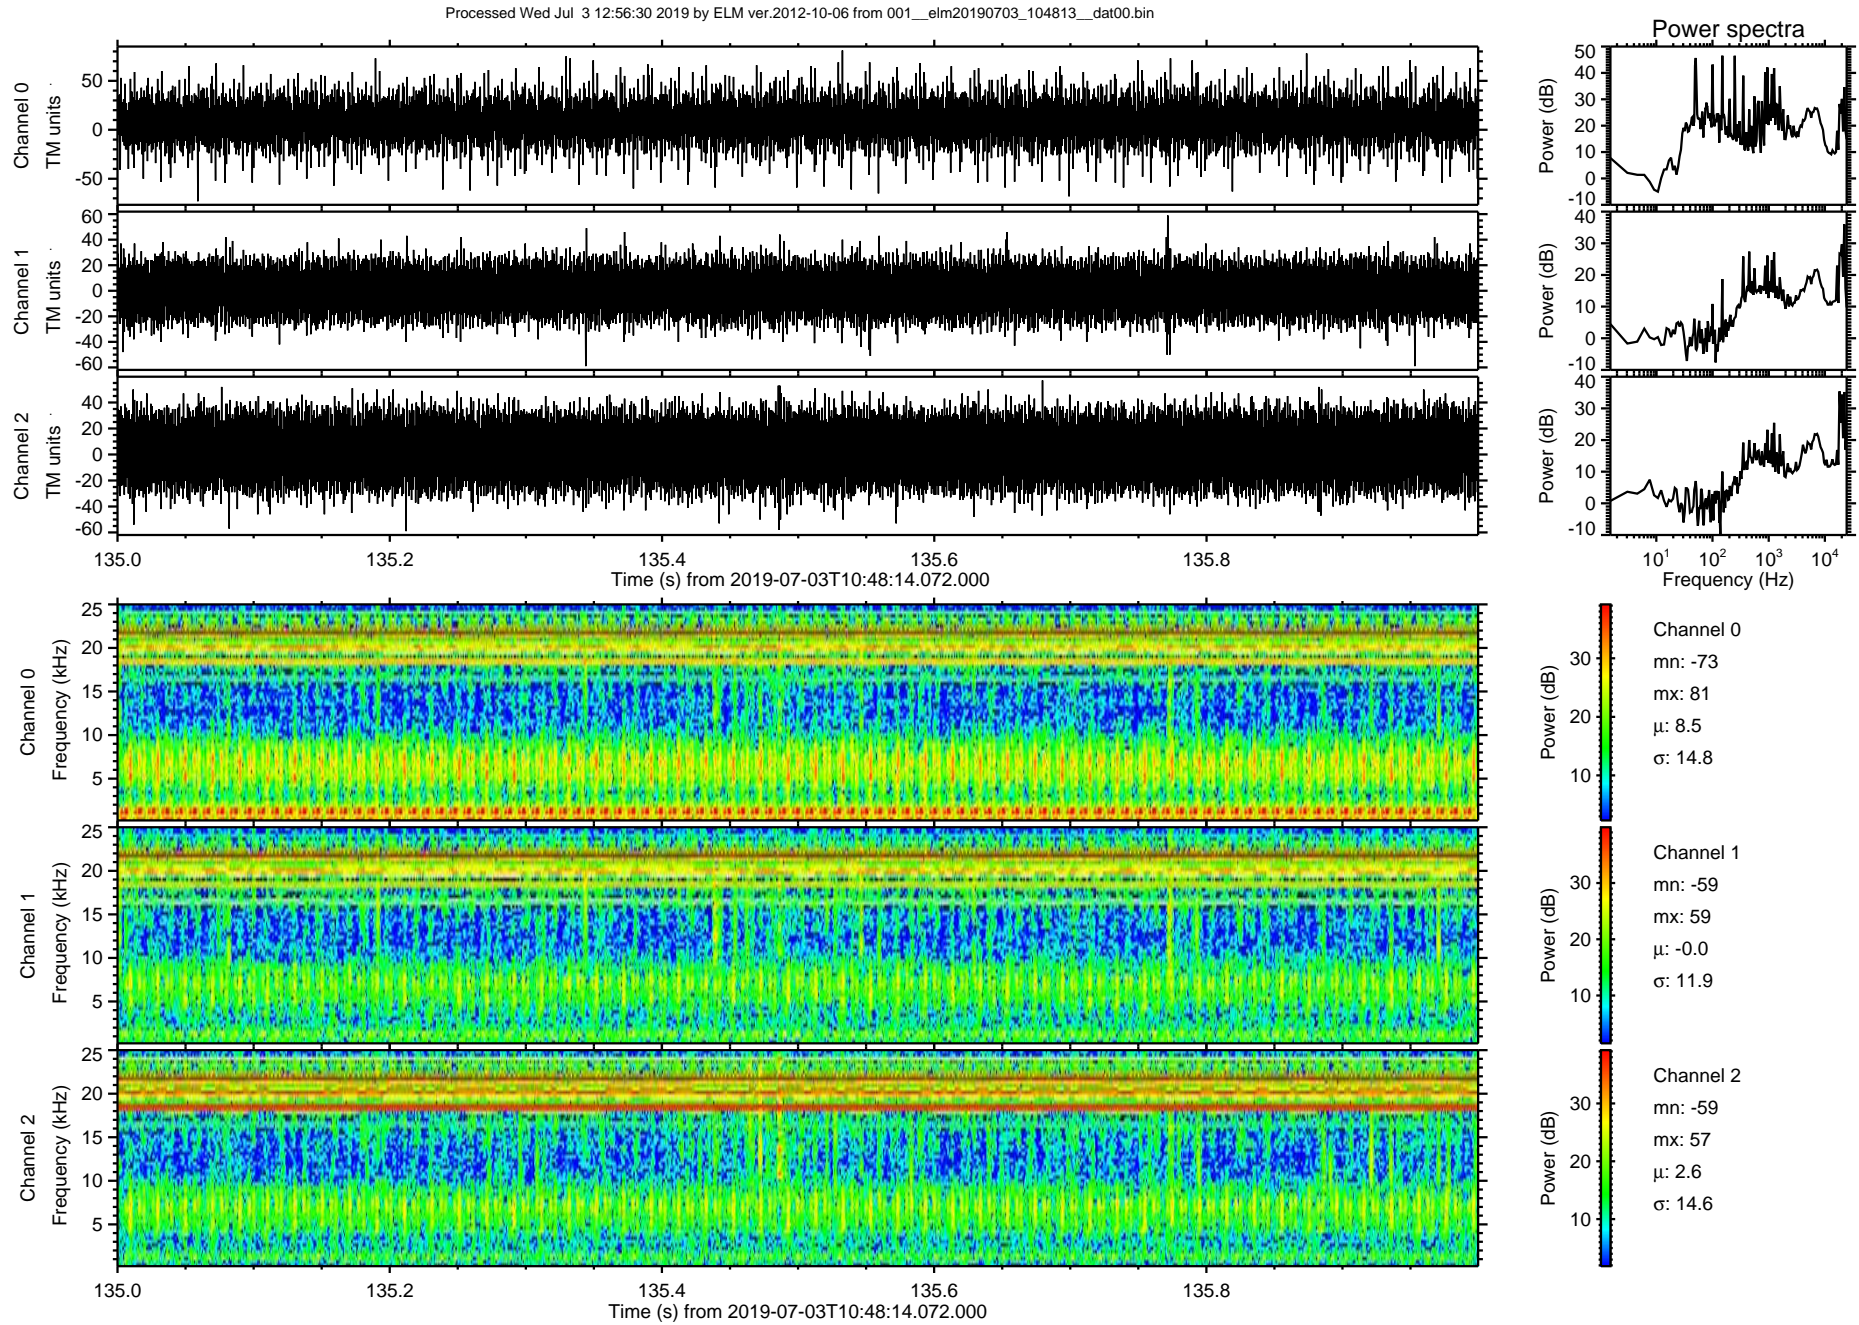 Processed Wed Jul  3 12:56:30 2019 by ELM ver.2012-10-06 from 001__elm20190703_104813__dat00.bin
Power spectra
Channel 0
TM units
50
0
-50
Power (dB)
50
40
30
20
10
0
-10
Channel 1
TM units
60
40
20
0
-20
-40
-60
Power (dB)
40
30
20
10
0
-10
Channel 2
TM units
40
20
0
-20
-40
-60
Power (dB)
40
30
20
10
0
-10
135.0 135.2 135.4 135.6 135.8
Time (s) from 2019-07-03T10:48:14.072.000
10¹ 10² 10³ 10⁴
Frequency (Hz)
Channel 0
Frequency (kHz)
25
20
15
10
5
Power (dB)
30
20
10
Channel 0
mn: -73
mx: 81
μ: 8.5
σ: 14.8
Channel 1
Frequency (kHz)
25
20
15
10
5
Power (dB)
30
20
10
Channel 1
mn: -59
mx: 59
μ: -0.0
σ: 11.9
Channel 2
Frequency (kHz)
25
20
15
10
5
Power (dB)
30
20
10
Channel 2
mn: -59
mx: 57
μ: 2.6
σ: 14.6
135.0 135.2 135.4 135.6 135.8
Time (s) from 2019-07-03T10:48:14.072.000